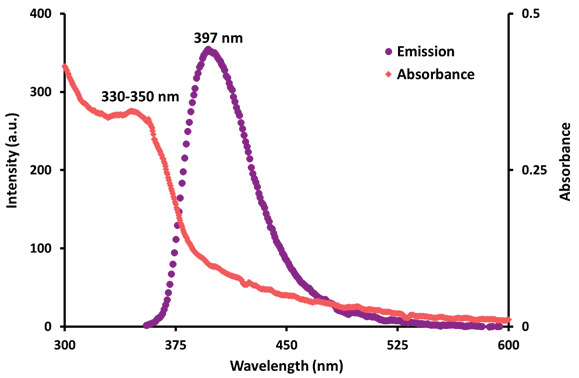 397 nm
330-350 nm
Emission
Absorbance
Intensity (a.u.)
400
300
200
100
0
0.5
0.25
0
Absorbance
300
375
450
525
600
Wavelength (nm)